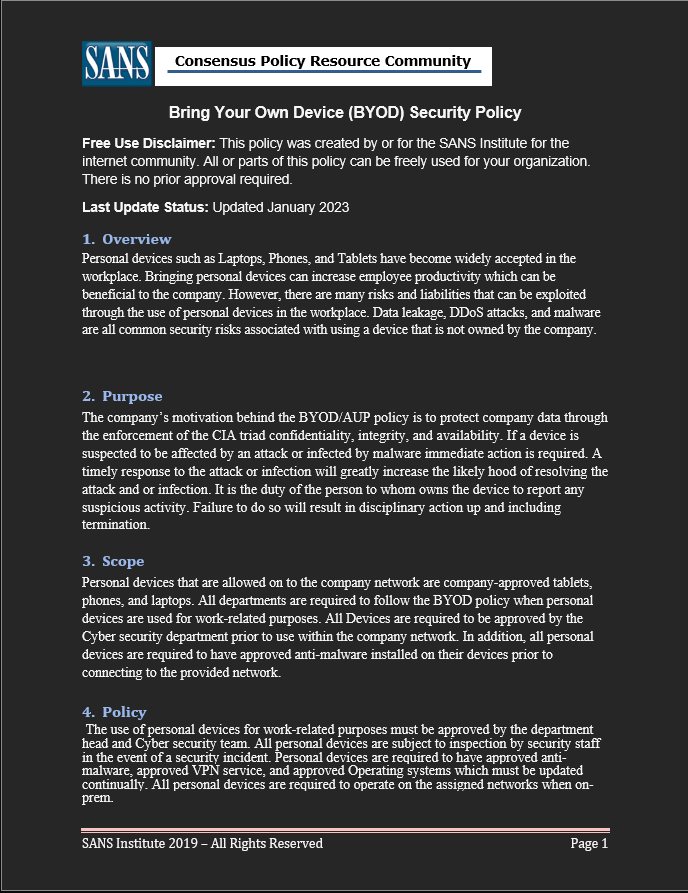 SANS
Consensus Policy Resource Community
Bring Your Own Device (BYOD) Security Policy
Free Use Disclaimer: This policy was created by or for the SANS Institute for the
internet community. All or parts of this policy can be freely used for your organization.
There is no prior approval required.
Last Update Status: Updated January 2023
1. Overview
Personal devices such as Laptops, Phones, and Tablets have become widely accepted in the
workplace. Bringing personal devices can increase employee productivity which can be
beneficial to the company. However, there are many risks and liabilities that can be exploited
through the use of personal devices in the workplace. Data leakage, DDoS attacks, and malware
are all common security risks associated with using a device that is not owned by the company.
2. Purpose
The company’s motivation behind the BYOD/AUP policy is to protect company data through
the enforcement of the CIA triad confidentiality, integrity, and availability. If a device is
suspected to be affected by an attack or infected by malware immediate action is required. A
timely response to the attack or infection will greatly increase the likely hood of resolving the
attack and or infection. It is the duty of the person to whom owns the device to report any
suspicious activity. Failure to do so will result in disciplinary action up and including
termination.
3. Scope
Personal devices that are allowed on to the company network are company-approved tablets,
phones, and laptops. All departments are required to follow the BYOD policy when personal
devices are used for work-related purposes. All Devices are required to be approved by the
Cyber security department prior to use within the company network. In addition, all personal
devices are required to have approved anti-malware installed on their devices prior to
connecting to the provided network.
4. Policy
The use of personal devices for work-related purposes must be approved by the department
head and Cyber security team. All personal devices are subject to inspection by security staff
in the event of a security incident. Personal devices are required to have approved anti-
malware, approved VPN service, and approved Operating systems which must be updated
continually. All personal devices are required to operate on the assigned networks when on-
prem.
SANS Institute 2019 – All Rights Reserved Page 1